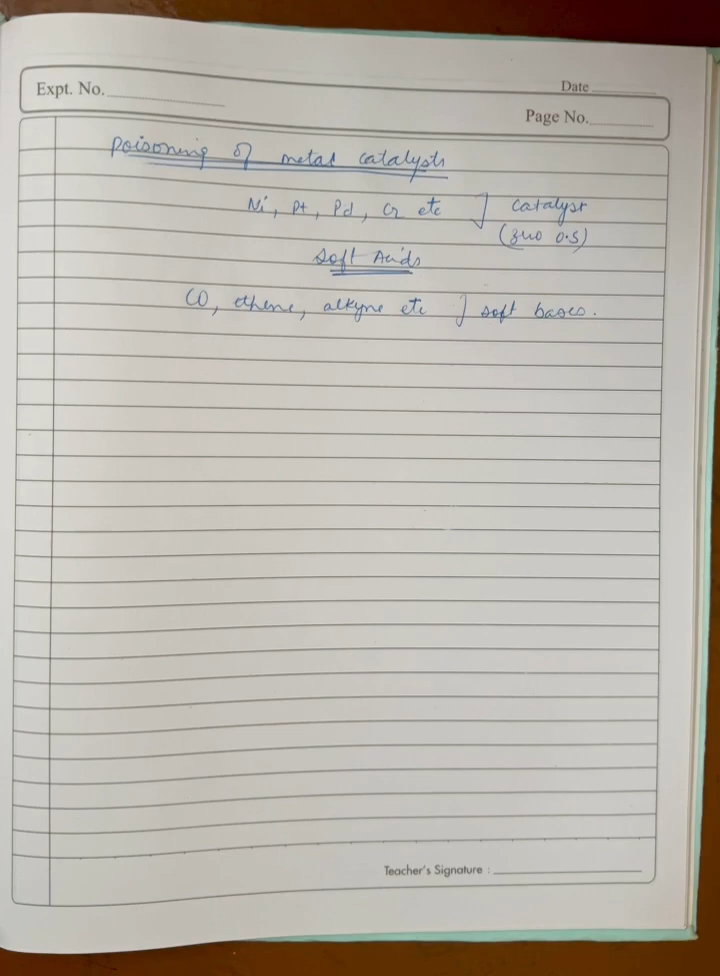 Expt. No.
Date
Page No.
Poisoning of metal catalysts
Ni, Pt, Pd, Cr etc ] catalyst
(zero O.S)
Soft Acids
CO, ethene, alkyne etc ] soft bases.
Teacher's Signature :